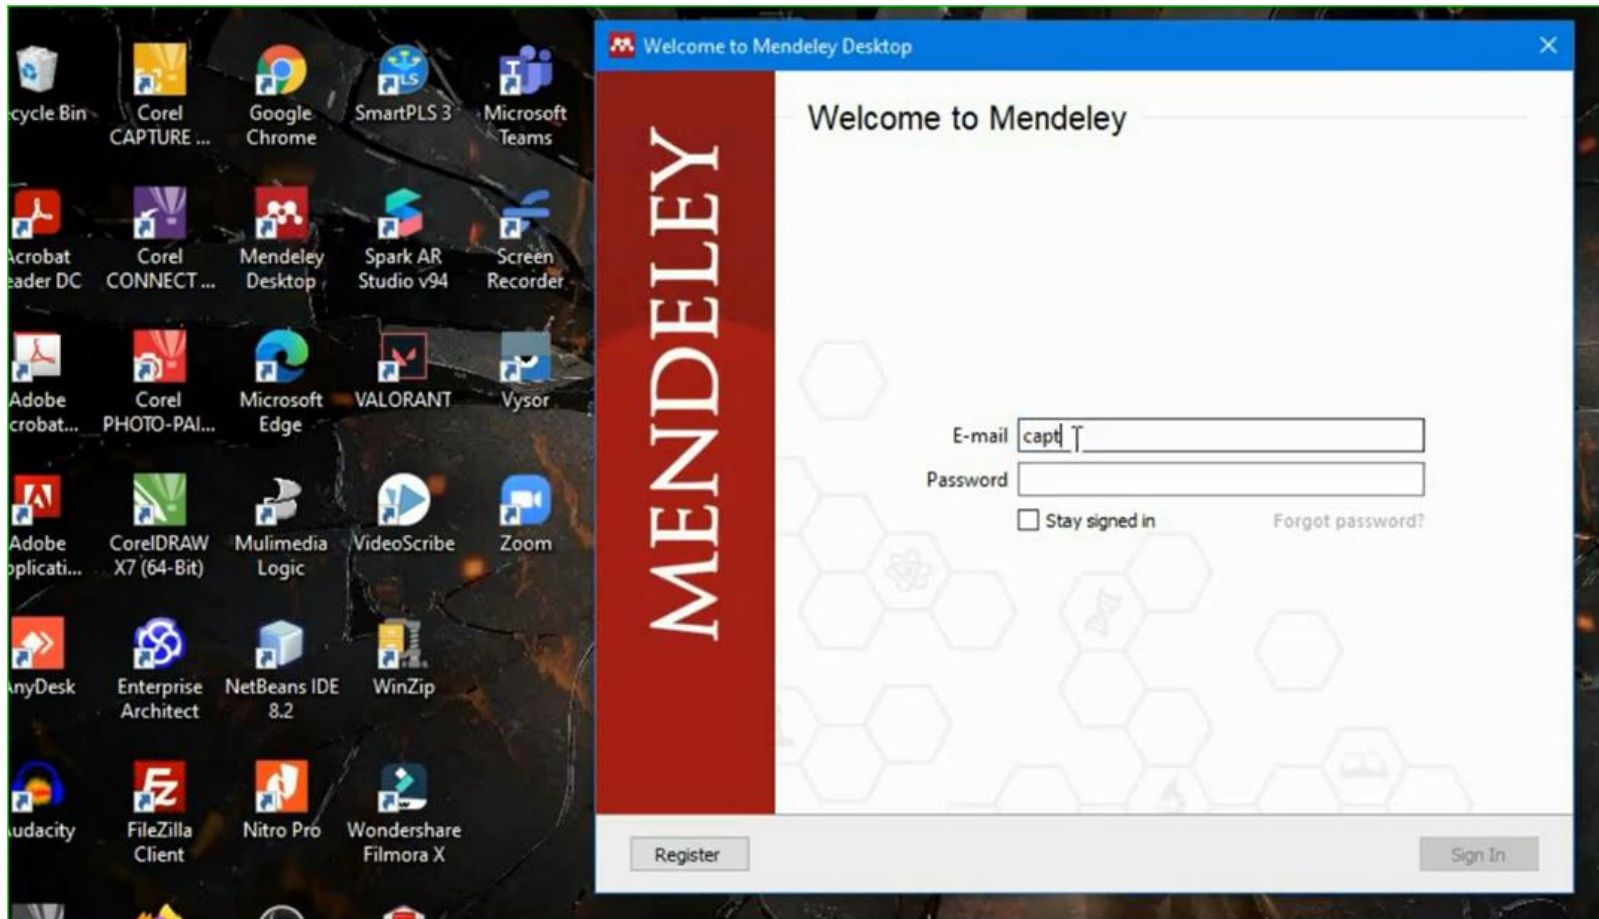 cycle Bin
Corel
CAPTURE ...
Google
Chrome
SmartPLS 3
Microsoft
Teams
Acrobat
eader DC
Corel
CONNECT ...
Mendeley
Desktop
Spark AR
Studio v94
Screen
Recorder
Adobe
crobat...
Corel
PHOTO-PAI...
Microsoft
Edge
VALORANT
Vysor
Adobe
pplicati...
CorelDRAW
X7 (64-Bit)
Mulimedia
Logic
VideoScribe
Zoom
AnyDesk
Enterprise
Architect
NetBeans IDE
8.2
WinZip
udacity
FileZilla
Client
Nitro Pro
Wondershare
Filmora X
Welcome to Mendeley Desktop
MENDELEY
Welcome to Mendeley
E-mail capt
Password
Stay signed in Forgot password?
Register Sign In